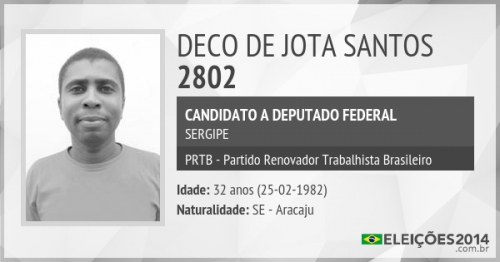 DECO DE JOTA SANTOS
2802
CANDIDATO A DEPUTADO FEDERAL
SERGIPE
PRTB - Partido Renovador Trabalhista Brasileiro
Idade: 32 anos (25-02-1982)
Naturalidade: SE - Aracaju
ELEIÇÕES2014
.com.br